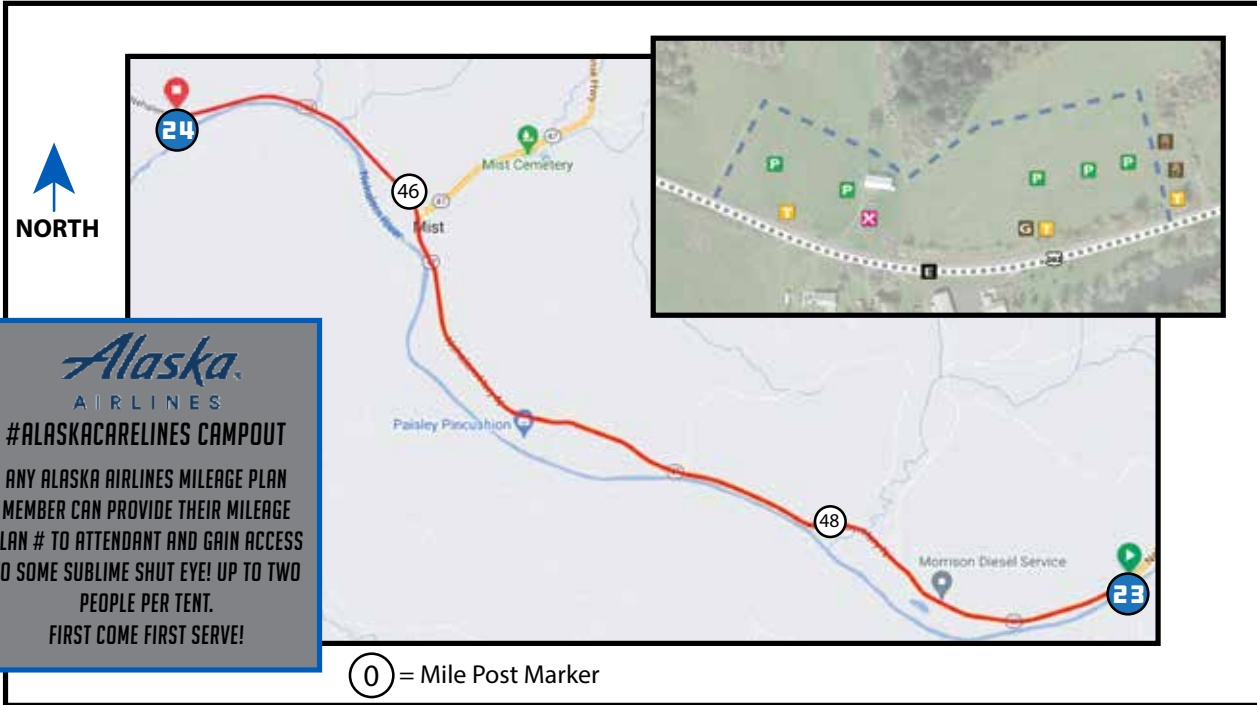 24
NORTH
46
Mist Cemetery
Mist
Paisley Pincushion
48
Morrison Diesel Service
23
P
P
P
P
P
T
X
G
T
T
E
202
Alaska
AIRLINES
#ALASKACARELINES CAMPOUT
ANY ALASKA AIRLINES MILEAGE PLAN
MEMBER CAN PROVIDE THEIR MILEAGE
LAN # TO ATTENDANT AND GAIN ACCESS
O SOME SUBLIME SHUT EYE! UP TO TWO
PEOPLE PER TENT.
FIRST COME FIRST SERVE!
0 = Mile Post Marker